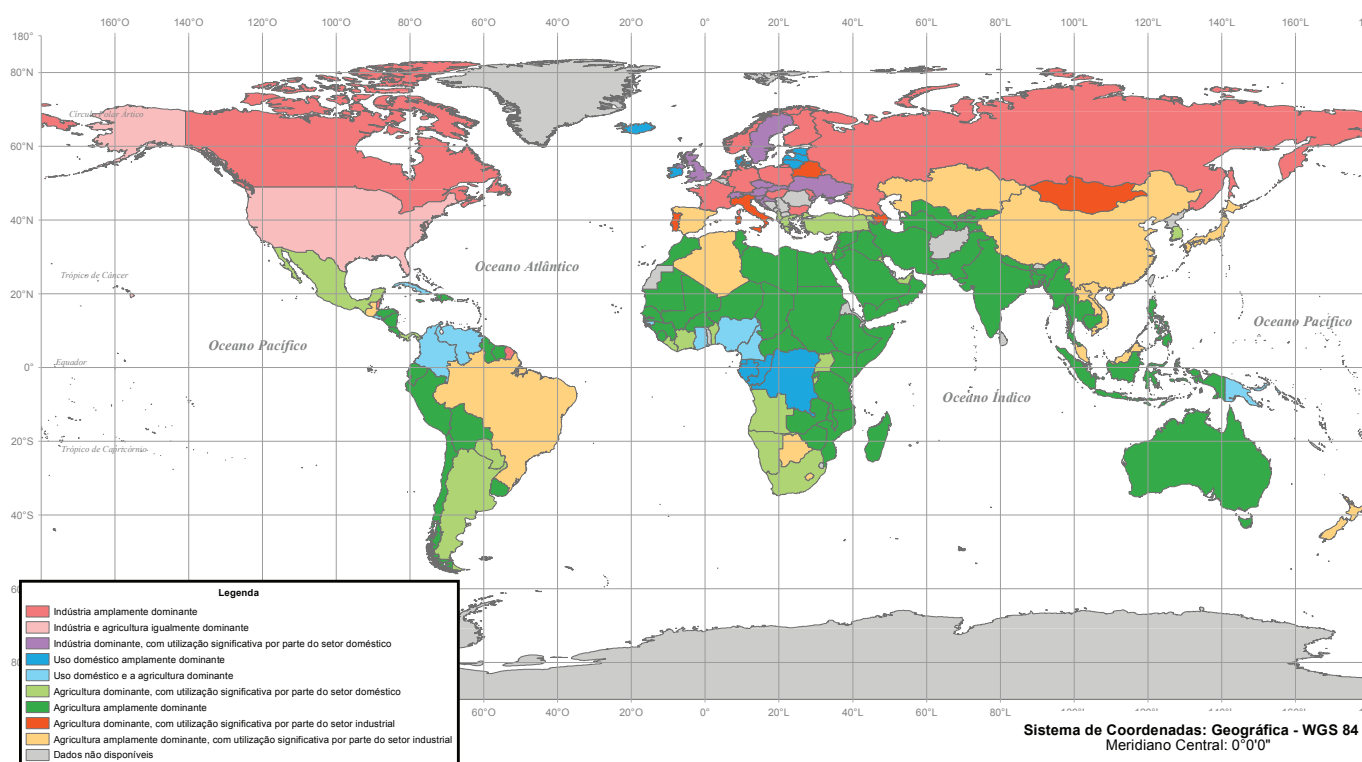 160°O 140°O 120°O 100°O 80°O 60°O 40°O 20°O 0° 20°L 40°L 60°L 80°L 100°L 120°L 140°L 160°L
180°
80°N
Círculo Polar Ártico
60°N
40°N
Oceano Atlântico
Trópico de Câncer
20°N
Oceano Pacífico
Oceano Pacífico
Equador
0°
Oceano Índico
20°S
Trópico de Capricórnio
40°S
Legenda
Indústria amplamente dominante
Indústria e agricultura igualmente dominante
Indústria dominante, com utilização significativa por parte do setor doméstico
Uso doméstico amplamente dominante
Uso doméstico e a agricultura dominante
Agricultura dominante, com utilização significativa por parte do setor doméstico
Agricultura amplamente dominante
Agricultura dominante, com utilização significativa por parte do setor industrial
Agricultura amplamente dominante, com utilização significativa por parte do setor industrial
Dados não disponíveis
60°O 40°O 20°O 0° 20°L 40°L 60°L 80°L 100°L 120°L 140°L 160°L
Sistema de Coordenadas: Geográfica - WGS 84
Meridiano Central: 0°0'0"